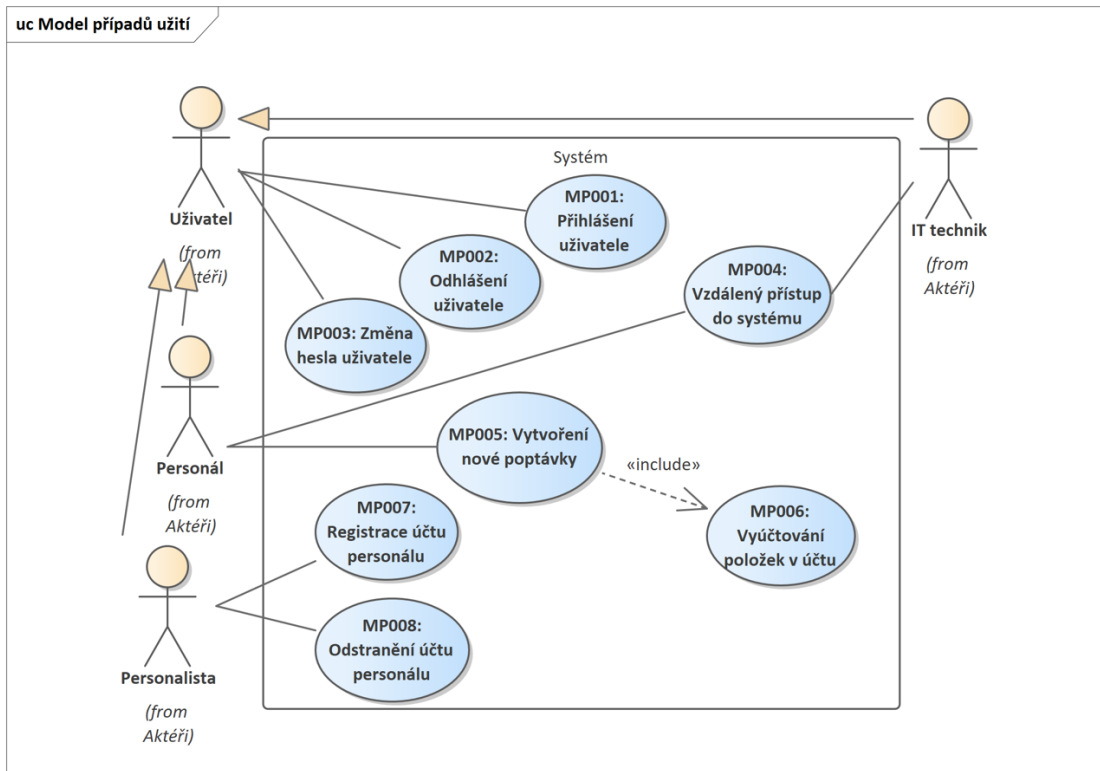 uc Model případů užití
Systém
Uživatel
(from
Aktéři)
IT technik
(from
Aktéři)
MP001:
Přihlášení
uživatele
MP002:
Odhlášení
uživatele
MP003: Změna
hesla uživatele
MP004:
Vzdálený přístup
do systému
Personál
(from
Aktéři)
MP005: Vytvoření
nové poptávky
«include»
MP006:
Vyúčtování
položek v účtu
MP007:
Registrace účtu
personálu
MP008:
Odstranění účtu
personálu
Personalista
(from
Aktéři)